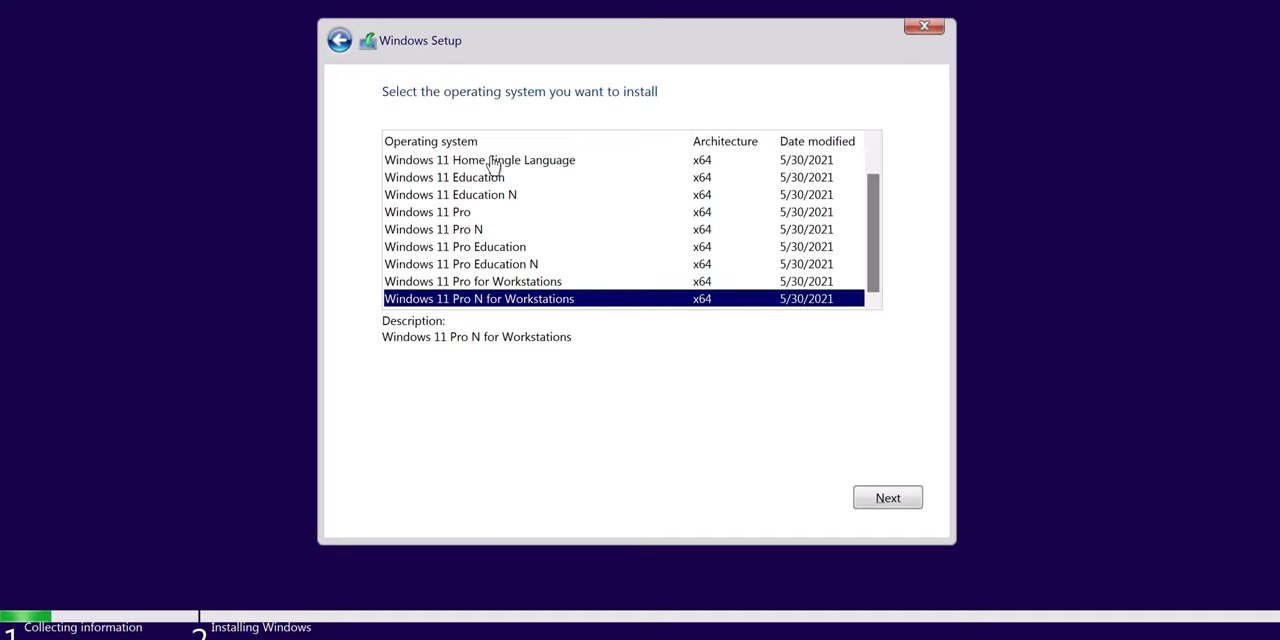 Windows Setup
Select the operating system you want to install
Operating system Architecture Date modified
Windows 11 Home Single Language x64 5/30/2021
Windows 11 Education x64 5/30/2021
Windows 11 Education N x64 5/30/2021
Windows 11 Pro x64 5/30/2021
Windows 11 Pro N x64 5/30/2021
Windows 11 Pro Education x64 5/30/2021
Windows 11 Pro Education N x64 5/30/2021
Windows 11 Pro for Workstations x64 5/30/2021
Windows 11 Pro N for Workstations x64 5/30/2021
Description:
Windows 11 Pro N for Workstations
Next
1 Collecting information 2 Installing Windows